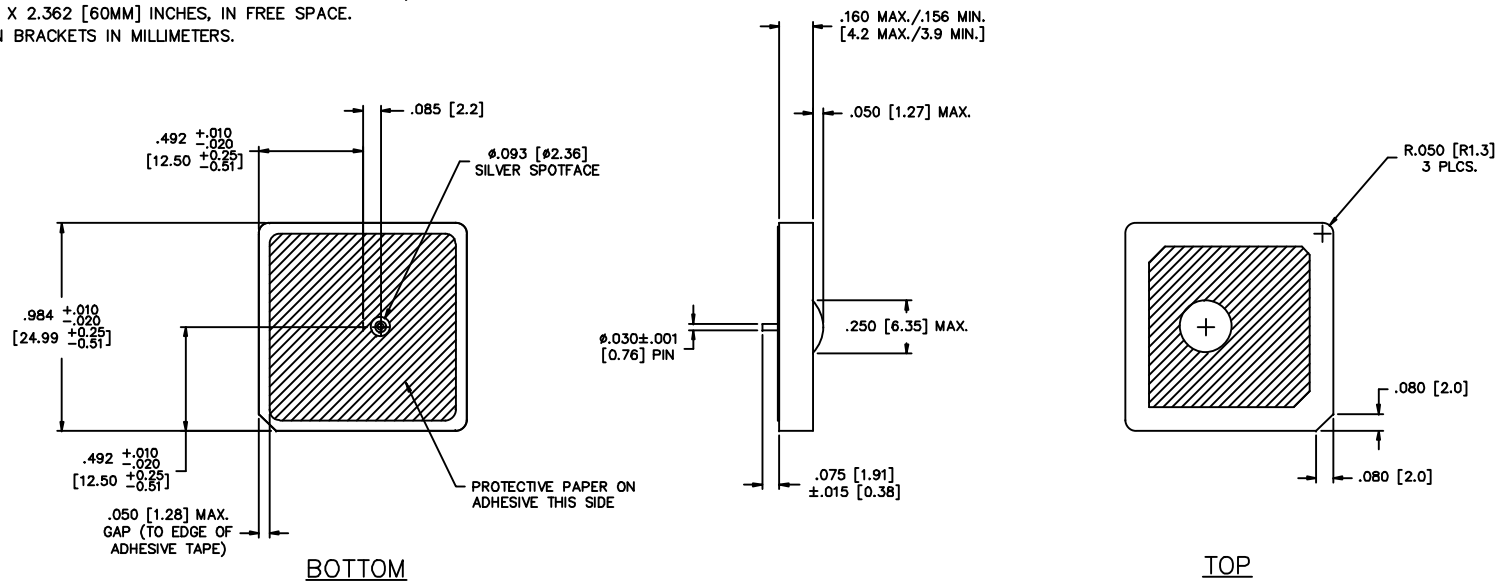 X 2.362 [60MM] INCHES, IN FREE SPACE.
BRACKETS IN MILLIMETERS.
.160 MAX./.156 MIN.
[4.2 MAX./3.9 MIN.]
.085 [2.2]
.050 [1.27] MAX.
.492 +.010
-.020
[12.50 +0.25
-0.51]
ø.093 [ø2.36]
SILVER SPOTFACE
R.050 [R1.3]
3 PLCS.
.984 +.010
-.020
[24.99 +0.25
-0.51]
ø.030±.001
[0.76] PIN
.250 [6.35] MAX.
.080 [2.0]
.492 +.010
-.020
[12.50 +0.25
-0.51]
PROTECTIVE PAPER ON
ADHESIVE THIS SIDE
.075 [1.91]
±.015 [0.38]
.080 [2.0]
.050 [1.28] MAX.
GAP (TO EDGE OF
ADHESIVE TAPE)
BOTTOM
TOP